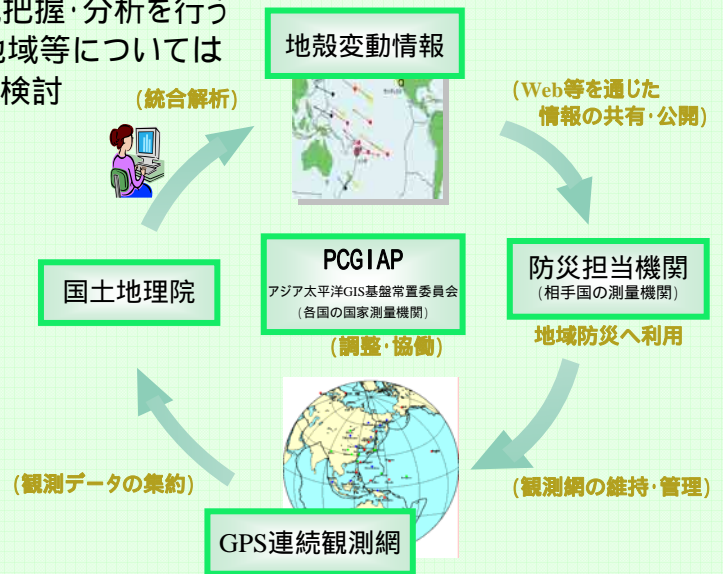 把握・分析を行う
地域等については
検討
地殻変動情報
(統合解析)
(Web等を通じた
情報の共有・公開)
国土地理院
PCGIAP
アジア太平洋GIS基盤常置委員会
(各国の国家測量機関)
(調整・協働)
防災担当機関
(相手国の測量機関)
地域防災へ利用
(観測データの集約)
(観測網の維持・管理)
GPS連続観測網